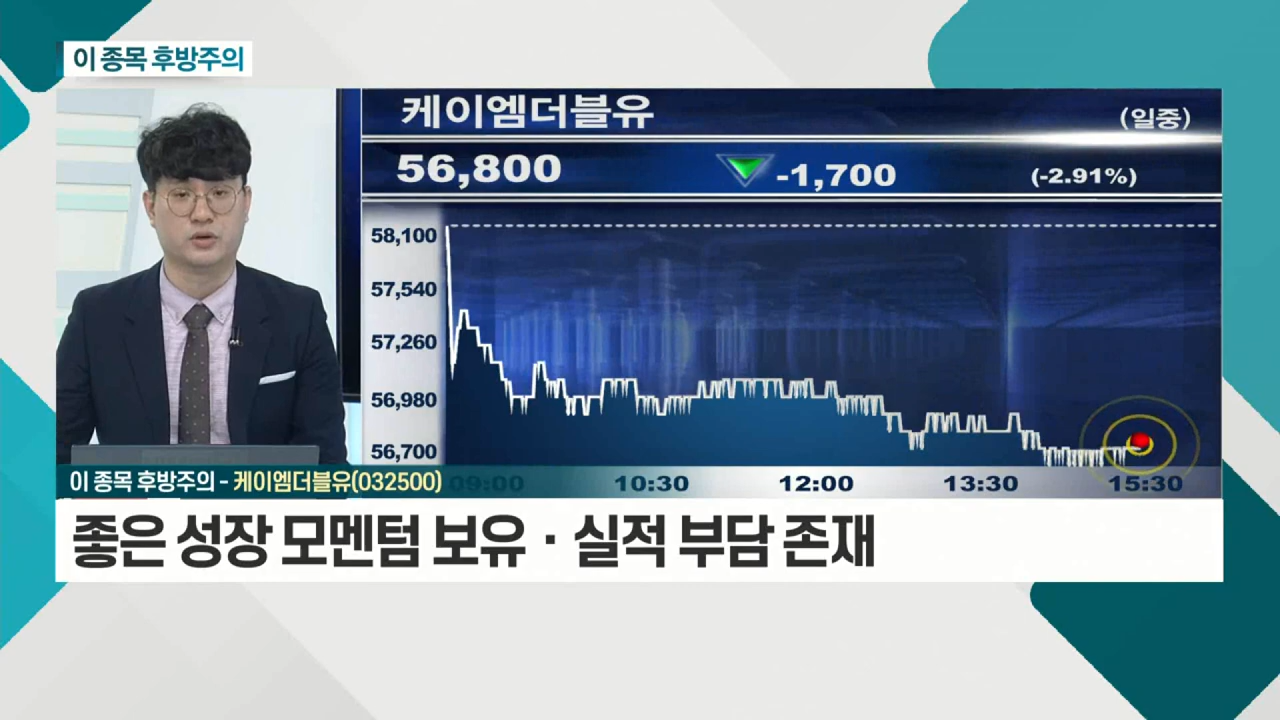 이 종목 후방주의
케이엠더블유
(일중)
56,800 ▼ -1,700 (-2.91%)
58,100
57,540
57,260
56,980
56,700
09:00 10:30 12:00 13:30 15:30
이 종목 후방주의 - 케이엠더블유(032500)
좋은 성장 모멘텀 보유 · 실적 부담 존재